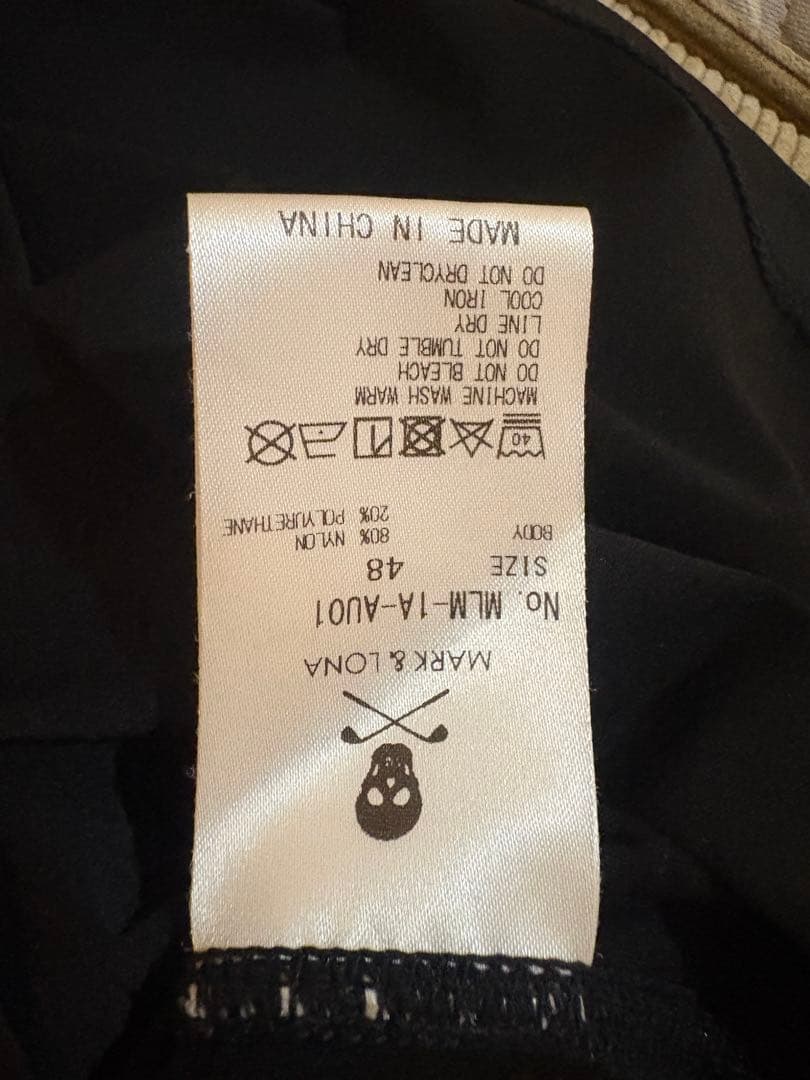 MARK & LONA
No. MLM-1A-AU01
SIZE 48
BODY 80% NYLON
20% POLYURETHANE
40
MACHINE WASH WARM
DO NOT BLEACH
DO NOT TUMBLE DRY
LINE DRY
COOL IRON
DO NOT DRYCLEAN
MADE IN CHINA